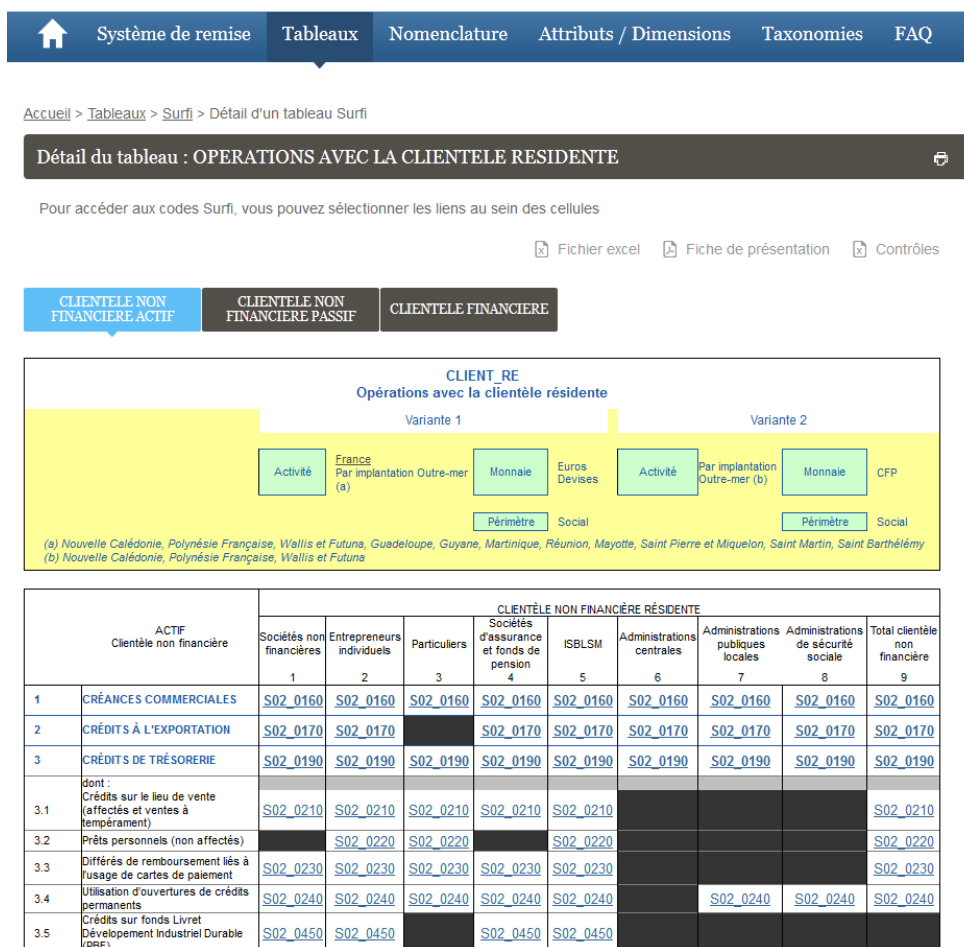 Système de remise Tableaux Nomenclature Attributs / Dimensions Taxonomies FAQ
Accueil > Tableaux > Surfi > Détail d'un tableau Surfi
Détail du tableau : OPERATIONS AVEC LA CLIENTELE RESIDENTE
Pour accéder aux codes Surfi, vous pouvez sélectionner les liens au sein des cellules
Fichier excel Fiche de présentation Contrôles
CLIENTELE NON
FINANCIERE ACTIF
CLIENTELE NON
FINANCIERE PASSIF
CLIENTELE FINANCIERE
CLIENT_RE
Opérations avec la clientèle résidente
Variante 1 Variante 2
Activité
France
Par implantation Outre-mer
(a)
Monnaie
Euros
Devises
Activité
Par implantation
Outre-mer (b)
Monnaie
CFP
Périmètre Social Périmètre Social
(a) Nouvelle Calédonie, Polynésie Française, Wallis et Futuna, Guadeloupe, Guyane, Martinique, Réunion, Mayotte, Saint Pierre et Miquelon, Saint Martin, Saint Barthélémy
(b) Nouvelle Calédonie, Polynésie Française, Wallis et Futuna
ACTIF
Clientèle non financière
CLIENTÈLE NON FINANCIÈRE RÉSIDENTE
Sociétés non
financières
1
Entrepreneurs
individuels
2
Particuliers
3
Sociétés
d'assurance
et fonds de
pension
4
ISBLSM
5
Administrations
centrales
6
Administrations
publiques
locales
7
Administrations
de sécurité
sociale
8
Total clientèle
non
financière
9
1 CRÉANCES COMMERCIALES S02_0160 S02_0160 S02_0160 S02_0160 S02_0160 S02_0160 S02_0160 S02_0160 S02_0160
2 CRÉDITS À L'EXPORTATION S02_0170 S02_0170 S02_0170 S02_0170 S02_0170 S02_0170 S02_0170 S02_0170
3 CRÉDITS DE TRÉSORERIE S02_0190 S02_0190 S02_0190 S02_0190 S02_0190 S02_0190 S02_0190 S02_0190 S02_0190
dont :
3.1
Crédits sur le lieu de vente
(affectés et ventes à
tempérament)
S02_0210 S02_0210 S02_0210 S02_0210 S02_0210 S02_0210
3.2 Prêts personnels (non affectés) S02_0220 S02_0220 S02_0220 S02_0220
3.3
Différés de remboursement liés à
l'usage de cartes de paiement
S02_0230 S02_0230 S02_0230 S02_0230 S02_0230 S02_0230
3.4
Utilisation d'ouvertures de crédits
permanents
S02_0240 S02_0240 S02_0240 S02_0240 S02_0240 S02_0240 S02_0240 S02_0240
3.5
Crédits sur fonds Livret
Dévelopement Industriel Durable
(PBE)
S02_0450 S02_0450 S02_0450 S02_0450